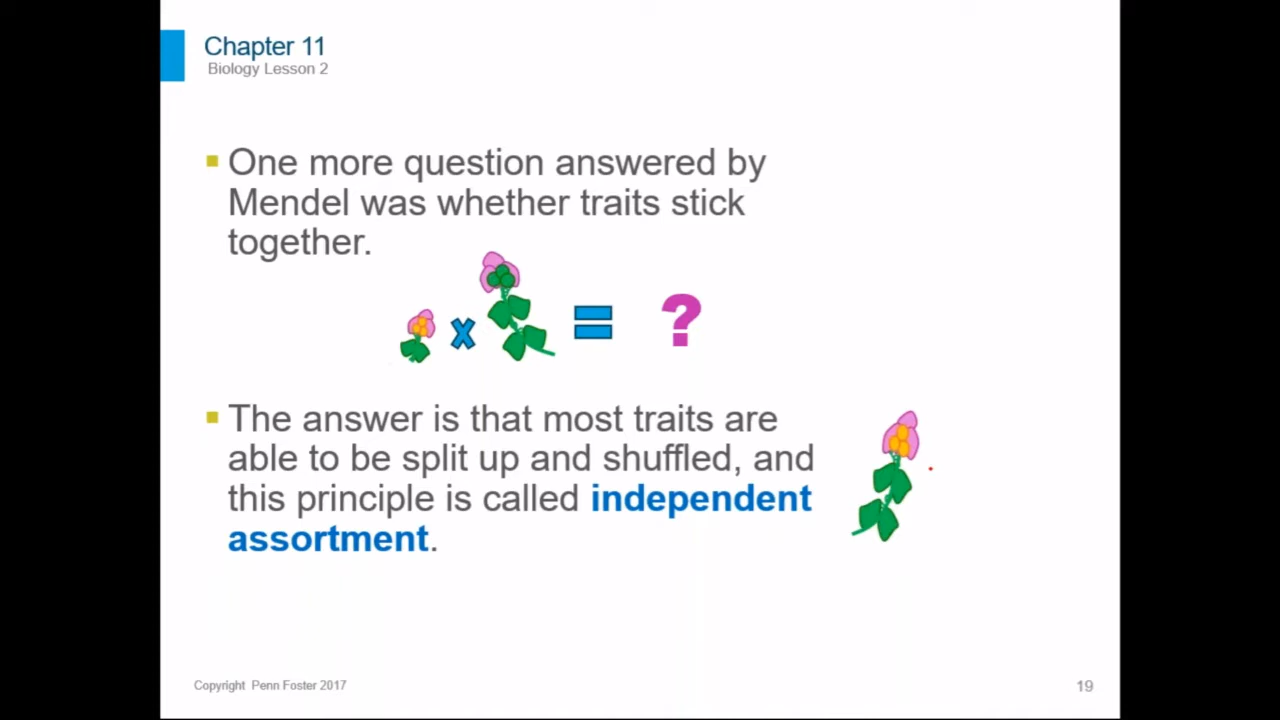 Chapter 11
Biology Lesson 2
One more question answered by
Mendel was whether traits stick
together.
x = ?
The answer is that most traits are
able to be split up and shuffled, and
this principle is called independent
assortment.
Copyright Penn Foster 2017
19